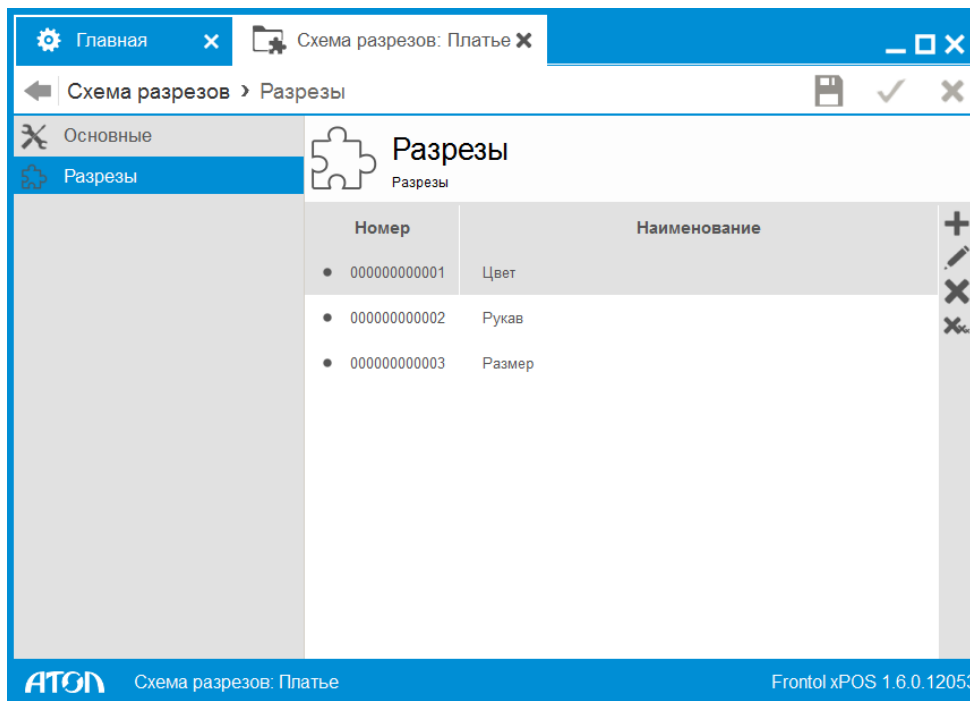 Главная
Схема разрезов: Платье
Схема разрезов › Разрезы
Основные
Разрезы
Разрезы
Разрезы
Номер Наименование
000000000001 Цвет
000000000002 Рукав
000000000003 Размер
АТОЛ Схема разрезов: Платье Frontol xPOS 1.6.0.12053